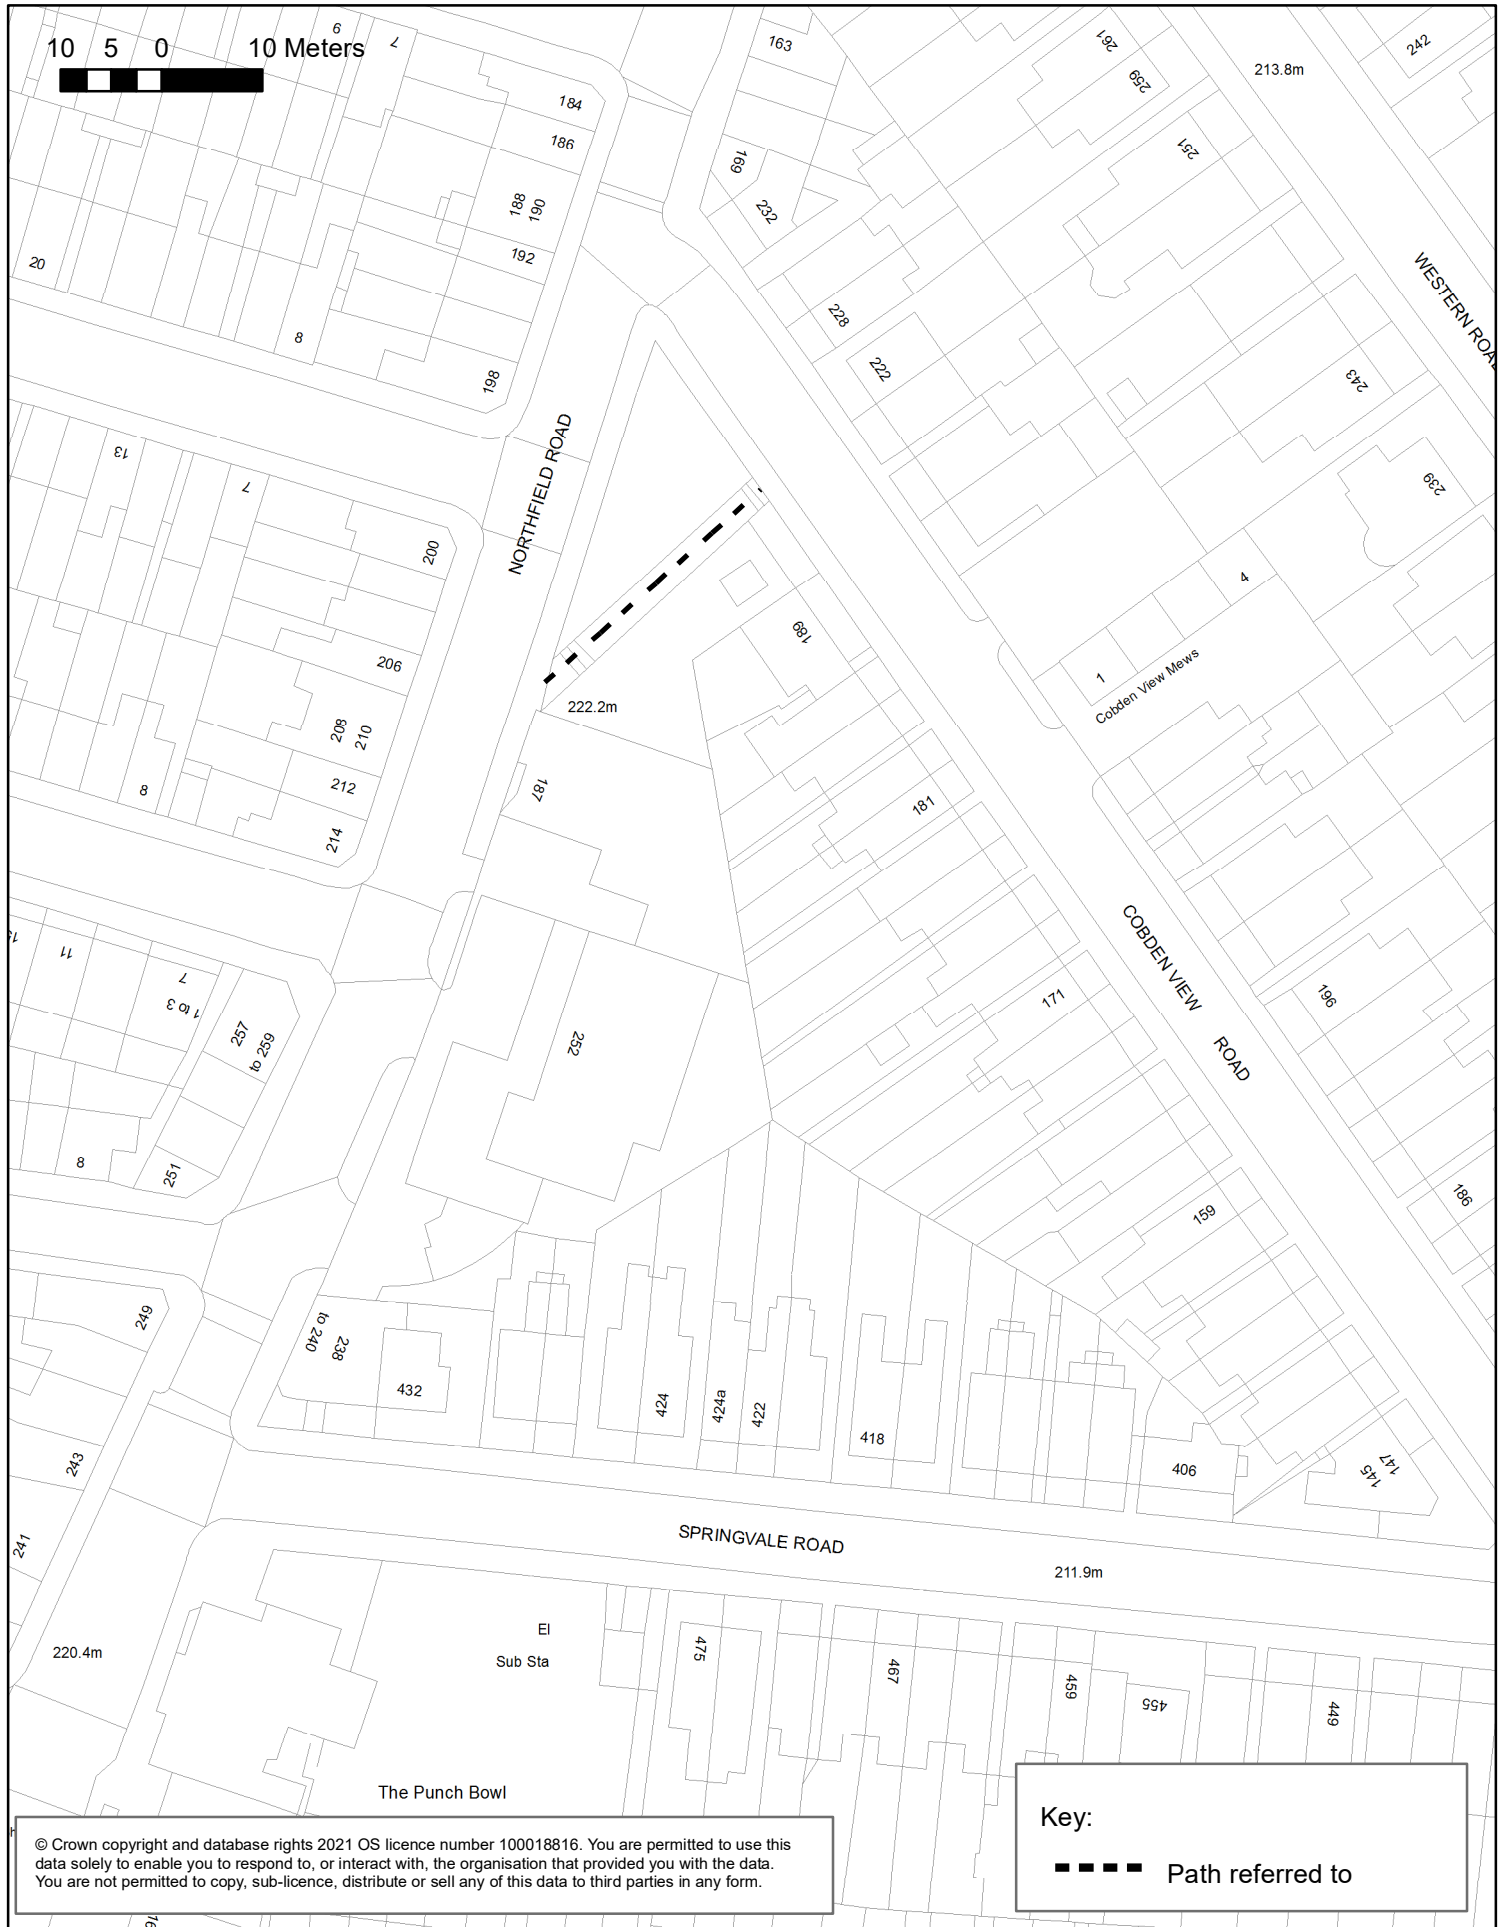 10 5 0 10 Meters
9
7
163
261
259
213.8m
242
184
186
188
190
192
169
232
251
20
8
198
228
222
WESTERN ROAD
243
13
7
NORTHFIELD ROAD
200
239
206
189
4
1
Cobden View Mews
222.2m
208
210
212
214
8
187
181
11
7
1 to 3
257
to 259
252
171
COBDEN VIEW ROAD
196
8
251
159
186
249
238
to 240
432
424
424a
422
418
406
145
147
243
241
SPRINGVALE ROAD
211.9m
220.4m
El
Sub Sta
475
467
459
455
449
The Punch Bowl
Key:
Path referred to
© Crown copyright and database rights 2021 OS licence number 100018816. You are permitted to use this
data solely to enable you to respond to, or interact with, the organisation that provided you with the data.
You are not permitted to copy, sub-licence, distribute or sell any of this data to third parties in any form.